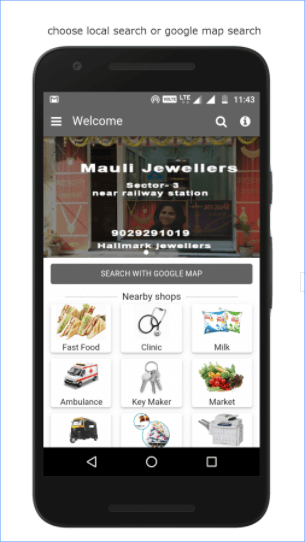 choose local search or google map search
LTE 11:43
Welcome
Mauli Jewellers
Sector- 3
near railway station
9029291019
Hallmark jewellers
SEARCH WITH GOOGLE MAP
Nearby shops
Fast Food Clinic Milk
Ambulance Key Maker Market